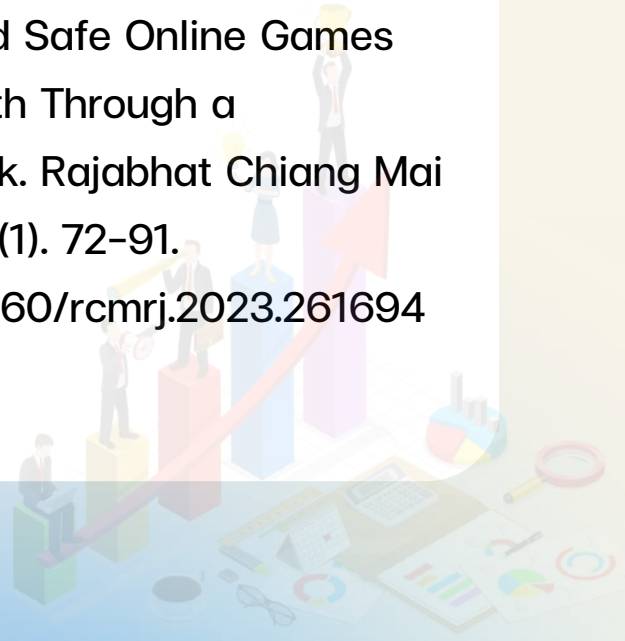 d Safe Online Games
th Through a
k. Rajabhat Chiang Mai
(1). 72–91.
60/rcmrj.2023.261694